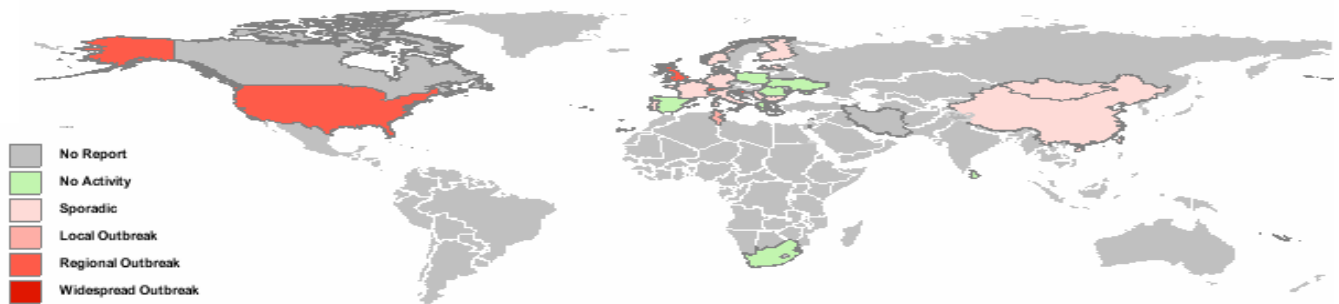 No Report
No Activity
Sporadic
Local Outbreak
Regional Outbreak
Widespread Outbreak